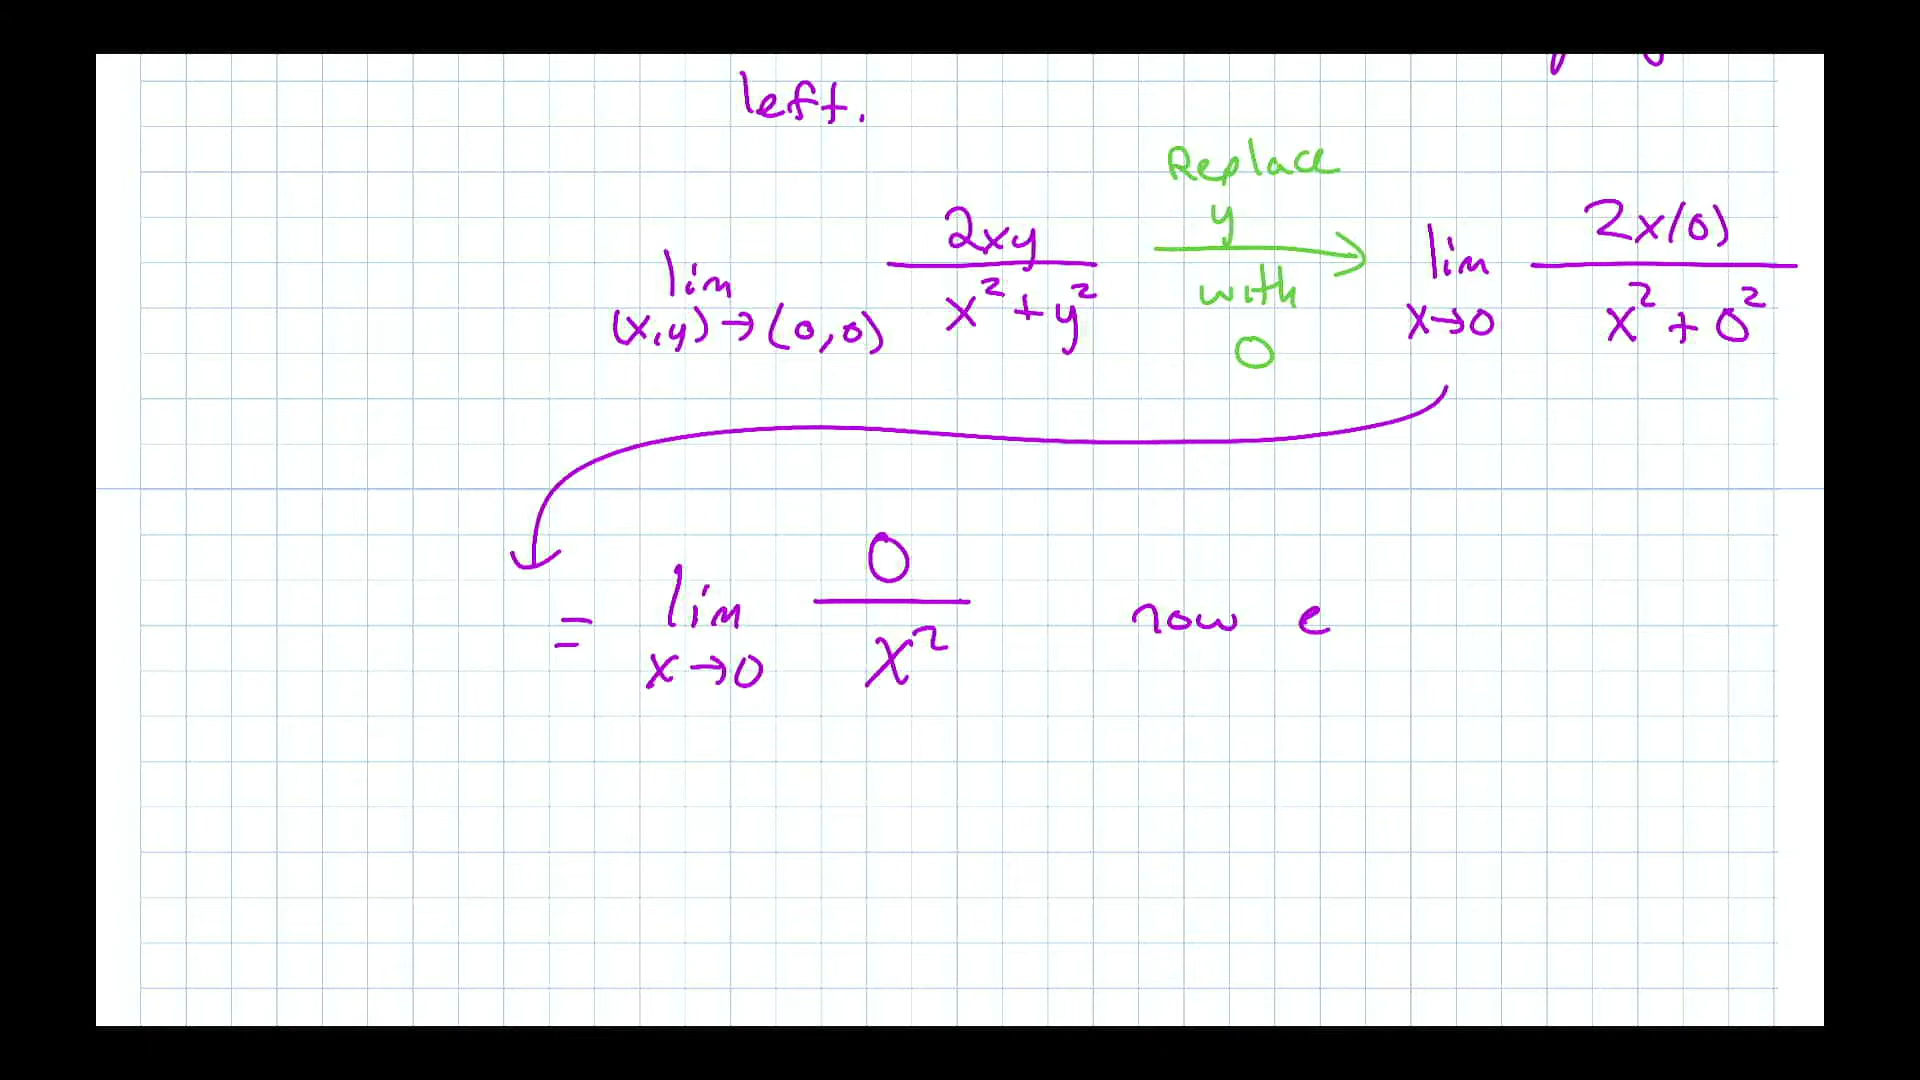 left.
lim (x,y)→(0,0) 2xy / x² + y² Replace y with 0 → lim x→0 2x(0) / x² + 0²
= lim x→0 0 / x² now e